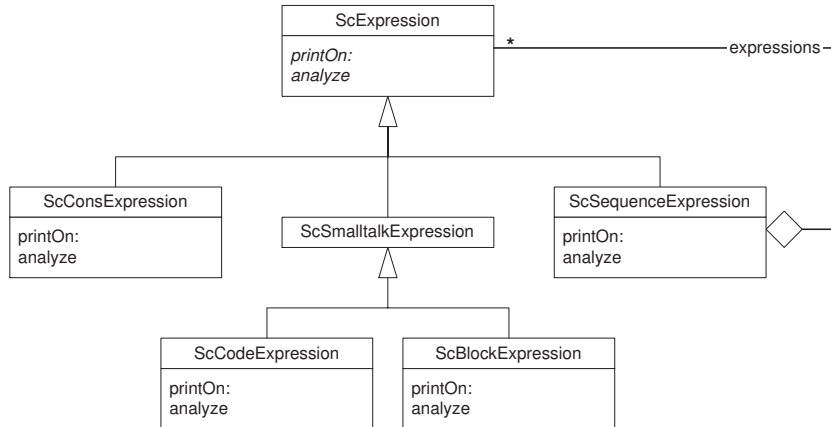 ScExpression
printOn:
analyze
*
expressions
ScConsExpression
printOn:
analyze
ScSmalltalkExpression
ScSequenceExpression
printOn:
analyze
ScCodeExpression
printOn:
analyze
ScBlockExpression
printOn:
analyze